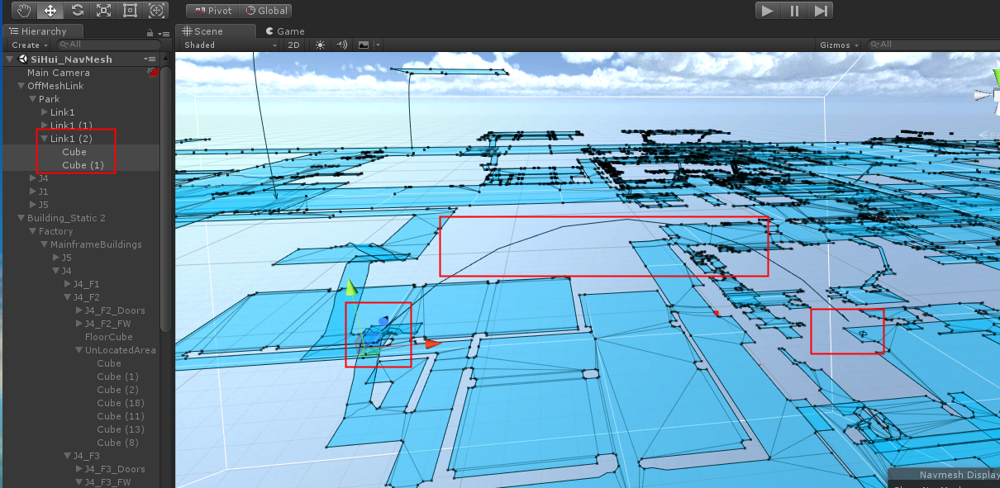 Pivot Global
Hierarchy
Scene Game
Create All
Shaded 2D Gizmos All
SiHui_NavMesh
Main Camera
OffMeshLink
Park
Link1
Link1 (1)
Link1 (2)
Cube
Cube (1)
J4
J1
J5
Building_Static 2
Factory
MainframeBuildings
J5
J4
J4_F1
J4_F2
J4_F2_Doors
J4_F2_FW
FloorCube
UnLocatedArea
Cube
Cube (1)
Cube (2)
Cube (18)
Cube (11)
Cube (13)
Cube (8)
J4_F3
J4_F3_Doors
J4_F3_FW
Navmesh Display